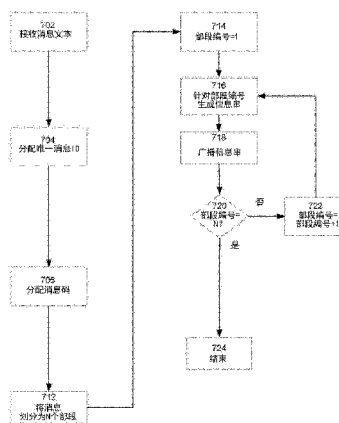 702
接收消息文本
704
分配唯一消息ID
706
分配消息码
712
将消息
划分为N个部段
714
部段编号=1
716
针对部段编号
生成信息串
718
广播信息串
720
部段编号=
N?
否
是
722
部段编号=
部段编号+1
724
结束